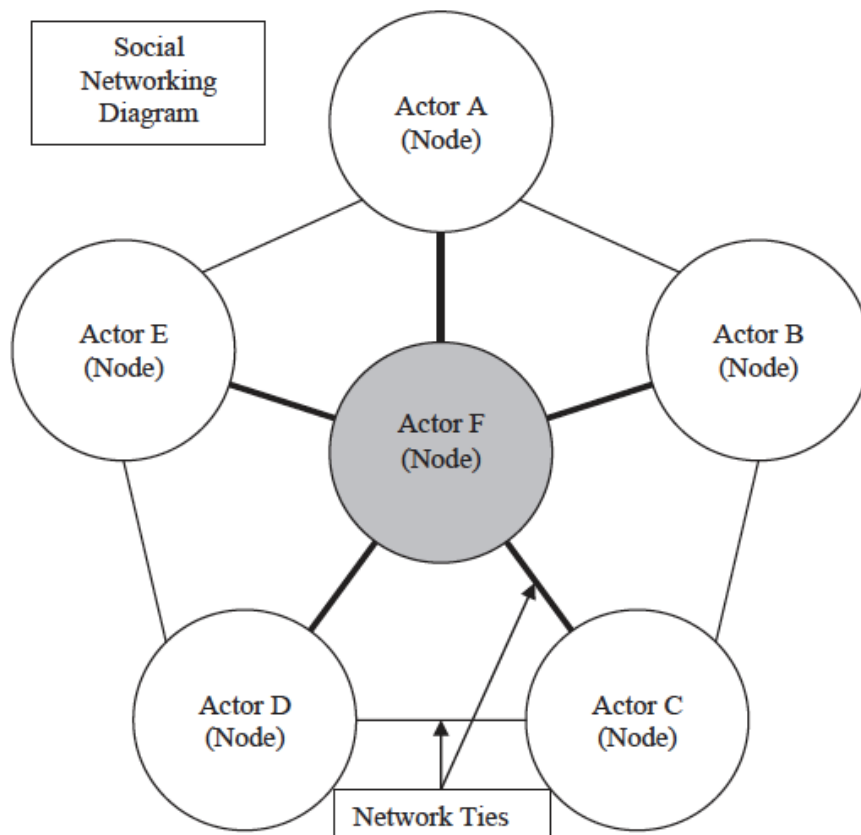 Social
Networking
Diagram
Actor A
(Node)
Actor E
(Node)
Actor B
(Node)
Actor F
(Node)
Actor D
(Node)
Actor C
(Node)
Network Ties